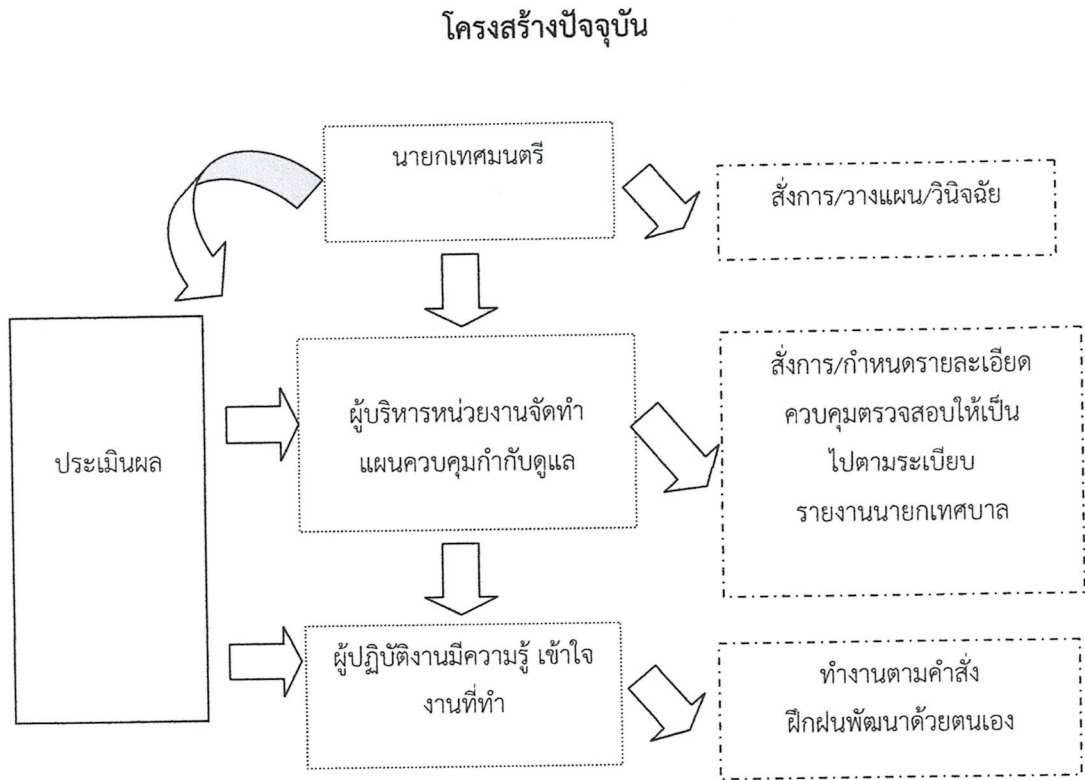 โครงสร้างปัจจุบัน
นายกเทศมนตรี
สั่งการ/วางแผน/วินิจฉัย
ประเมินผล
ผู้บริหารหน่วยงานจัดทำ
แผนควบคุมกำกับดูแล
สั่งการ/กำหนดรายละเอียด
ควบคุมตรวจสอบให้เป็น
ไปตามระเบียบ
รายงานนายกเทศบาล
ผู้ปฏิบัติงานมีความรู้ เข้าใจ
งานที่ทำ
ทำงานตามคำสั่ง
ฝึกฝนพัฒนาด้วยตนเอง